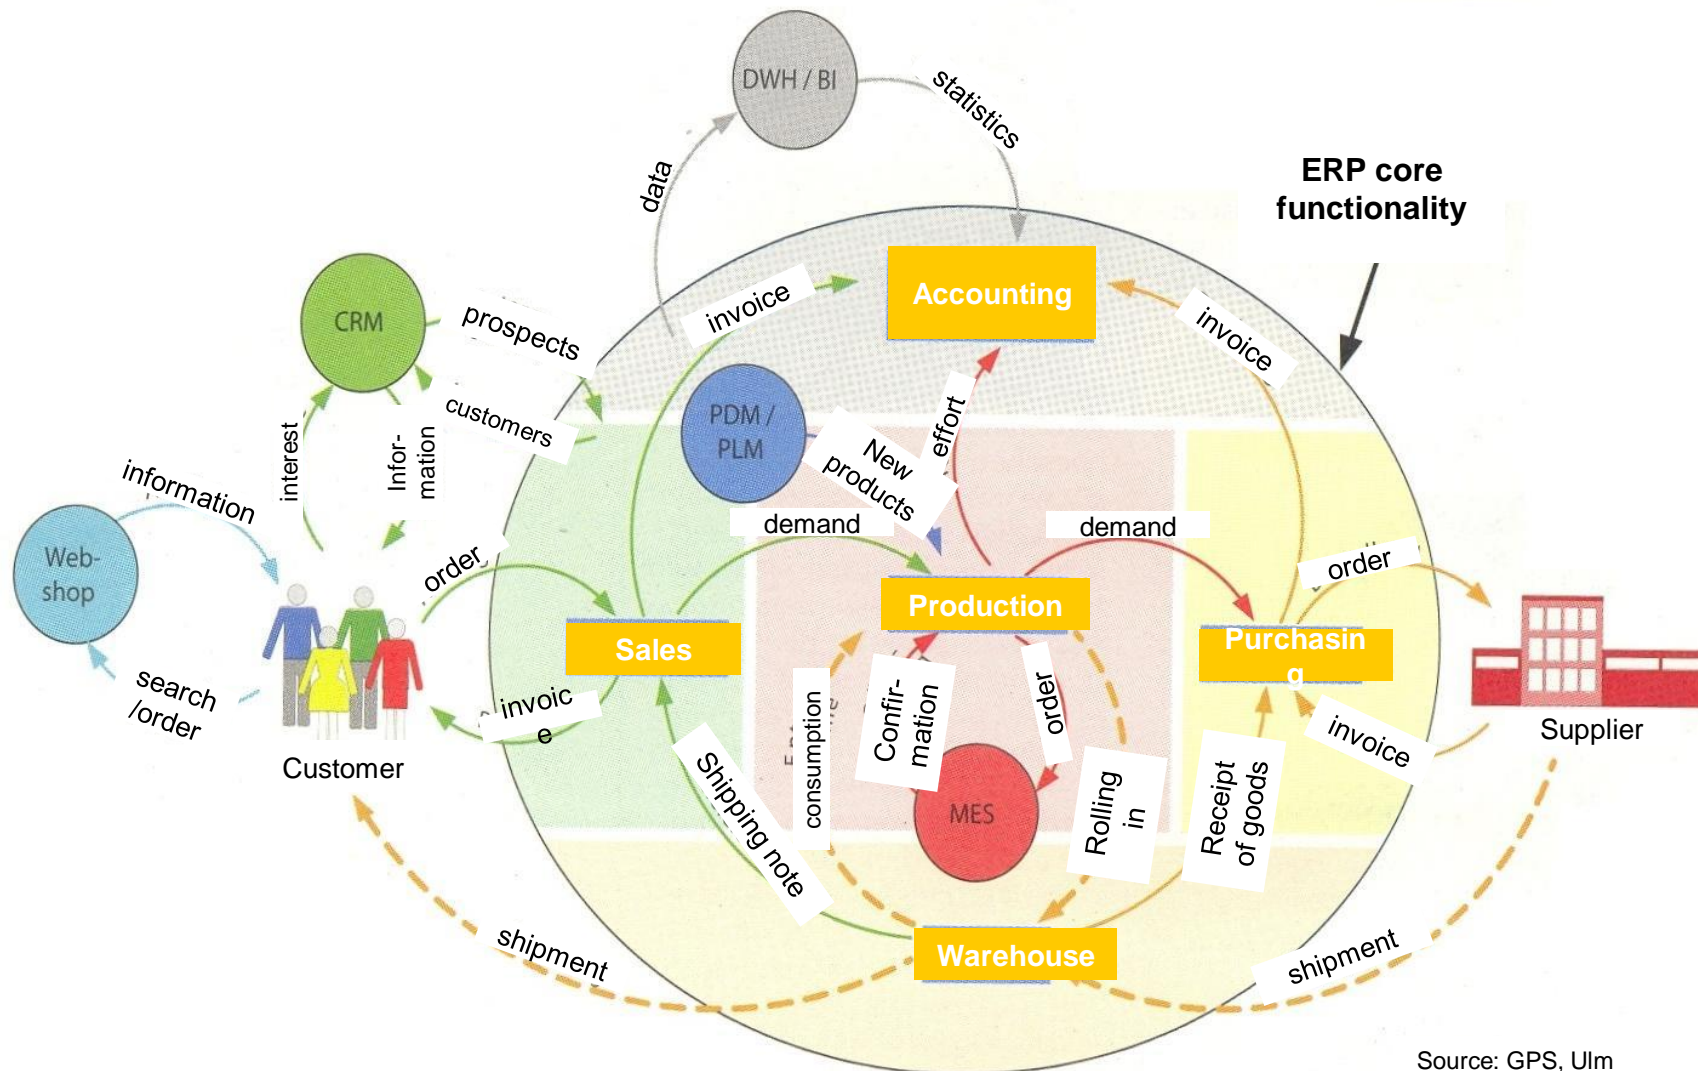 DWH / BI
statistics
data
ERP core
functionality
Accounting
invoice
invoice
CRM
prospects
customers
interest
Infor-
mation
PDM /
PLM
New
products
effort
information
Web-
shop
search
/order
order
demand
demand
order
Production
Sales
Purchasin
g
invoic
e
Customer
Supplier
consumption
Confir-
mation
order
MES
Rolling
in
Receipt
of goods
invoice
Shipping note
Warehouse
shipment
shipment
Source: GPS, Ulm